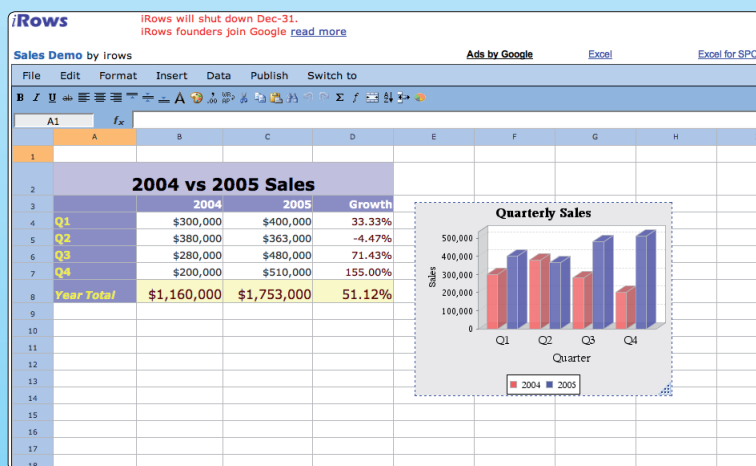 iRows
iRows will shut down Dec-31.
iRows founders join Google read more
Sales Demo by irows
Ads by Google Excel Excel for SPC
File Edit Format Insert Data Publish Switch to
B I U ab A Σ f
A1 fx
A B C D E F G H
1
2 2004 vs 2005 Sales
3 2004 2005 Growth
4 Q1 $300,000 $400,000 33.33%
5 Q2 $380,000 $363,000 -4.47%
6 Q3 $280,000 $480,000 71.43%
7 Q4 $200,000 $510,000 155.00%
8 Year Total $1,160,000 $1,753,000 51.12%
9
10
11
12
13
14
15
16
17
18
Quarterly Sales
Sales
500,000
400,000
300,000
200,000
100,000
0
Q1 Q2 Q3 Q4
Quarter
2004 2005